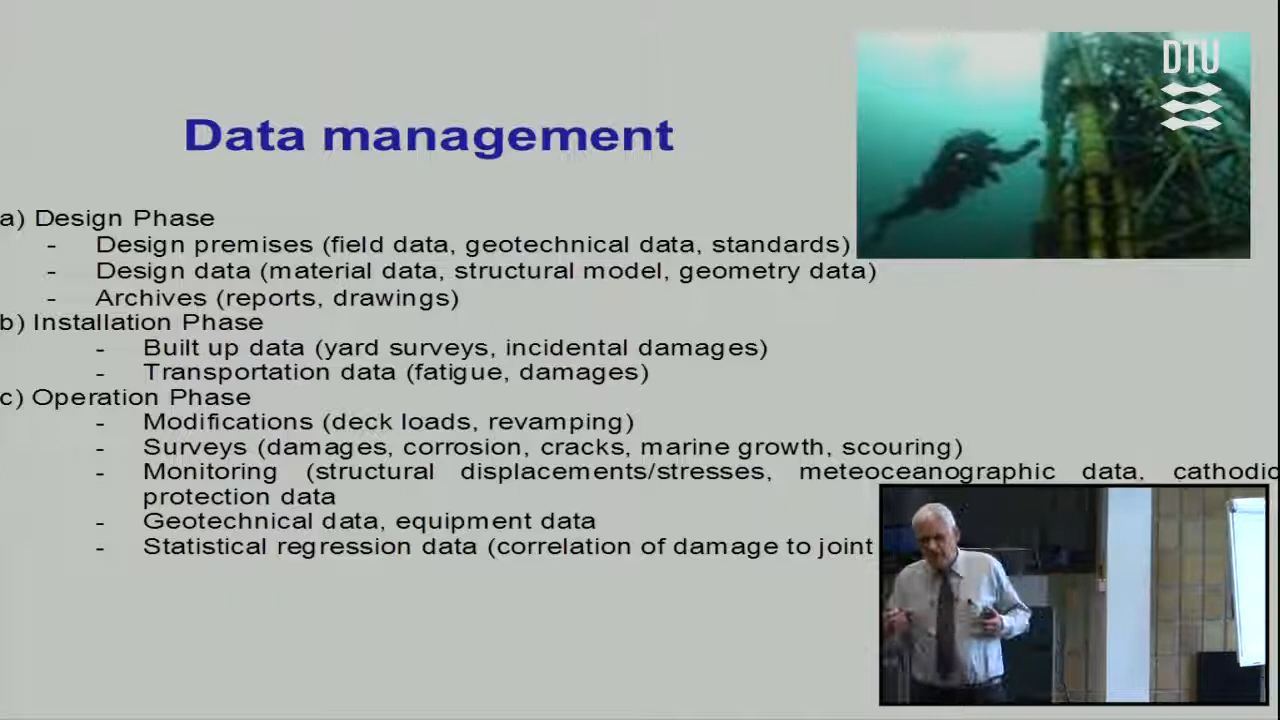 DTU
Data management
a) Design Phase
- Design premises (field data, geotechnical data, standards)
- Design data (material data, structural model, geometry data)
- Archives (reports, drawings)
b) Installation Phase
- Built up data (yard surveys, incidental damages)
- Transportation data (fatigue, damages)
c) Operation Phase
- Modifications (deck loads, revamping)
- Surveys (damages, corrosion, cracks, marine growth, scouring)
- Monitoring (structural displacements/stresses, meteoceanographic data, cathodic
protection data
- Geotechnical data, equipment data
- Statistical regression data (correlation of damage to joint